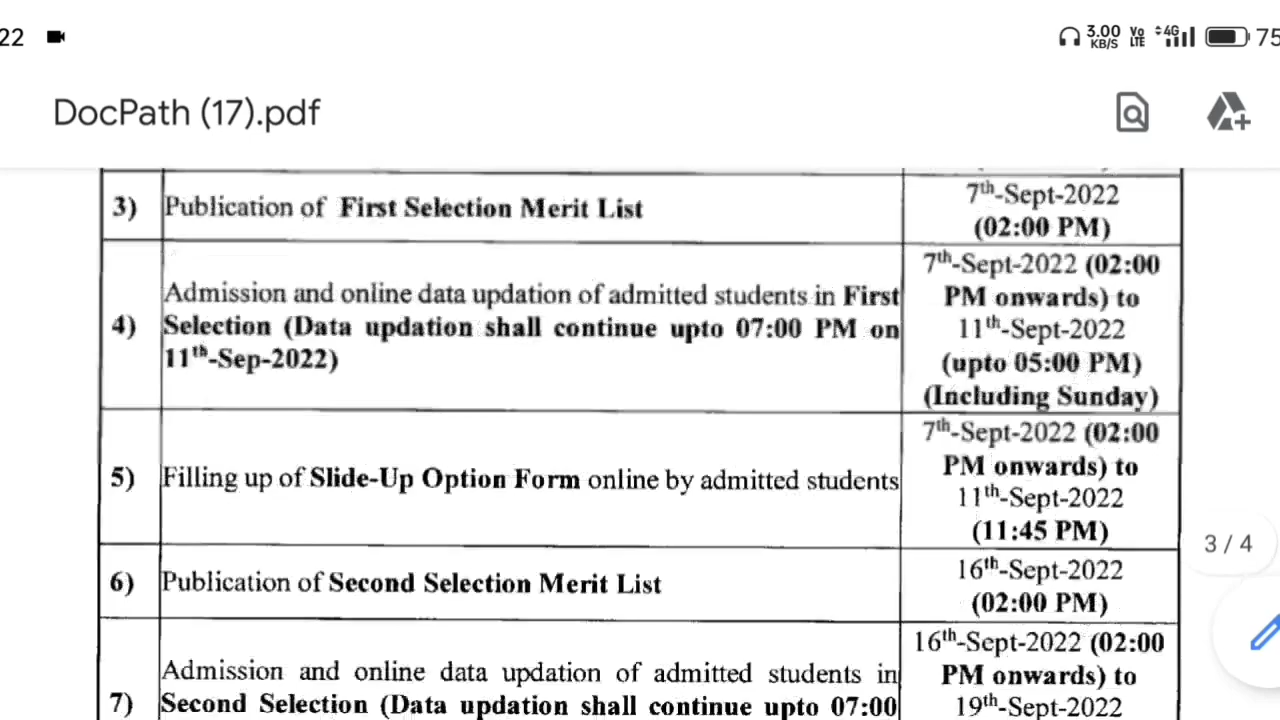 22
3.00 KB/S Vo LTE 4G 75
DocPath (17).pdf
3) Publication of First Selection Merit List
7th-Sept-2022
(02:00 PM)
4) Admission and online data updation of admitted students in First
Selection (Data updation shall continue upto 07:00 PM on
11th-Sep-2022)
7th-Sept-2022 (02:00
PM onwards) to
11th-Sept-2022
(upto 05:00 PM)
(Including Sunday)
5) Filling up of Slide-Up Option Form online by admitted students
7th-Sept-2022 (02:00
PM onwards) to
11th-Sept-2022
(11:45 PM)
3 / 4
6) Publication of Second Selection Merit List
16th-Sept-2022
(02:00 PM)
7) Admission and online data updation of admitted students in
Second Selection (Data updation shall continue upto 07:00
16th-Sept-2022 (02:00
PM onwards) to
19th-Sept-2022